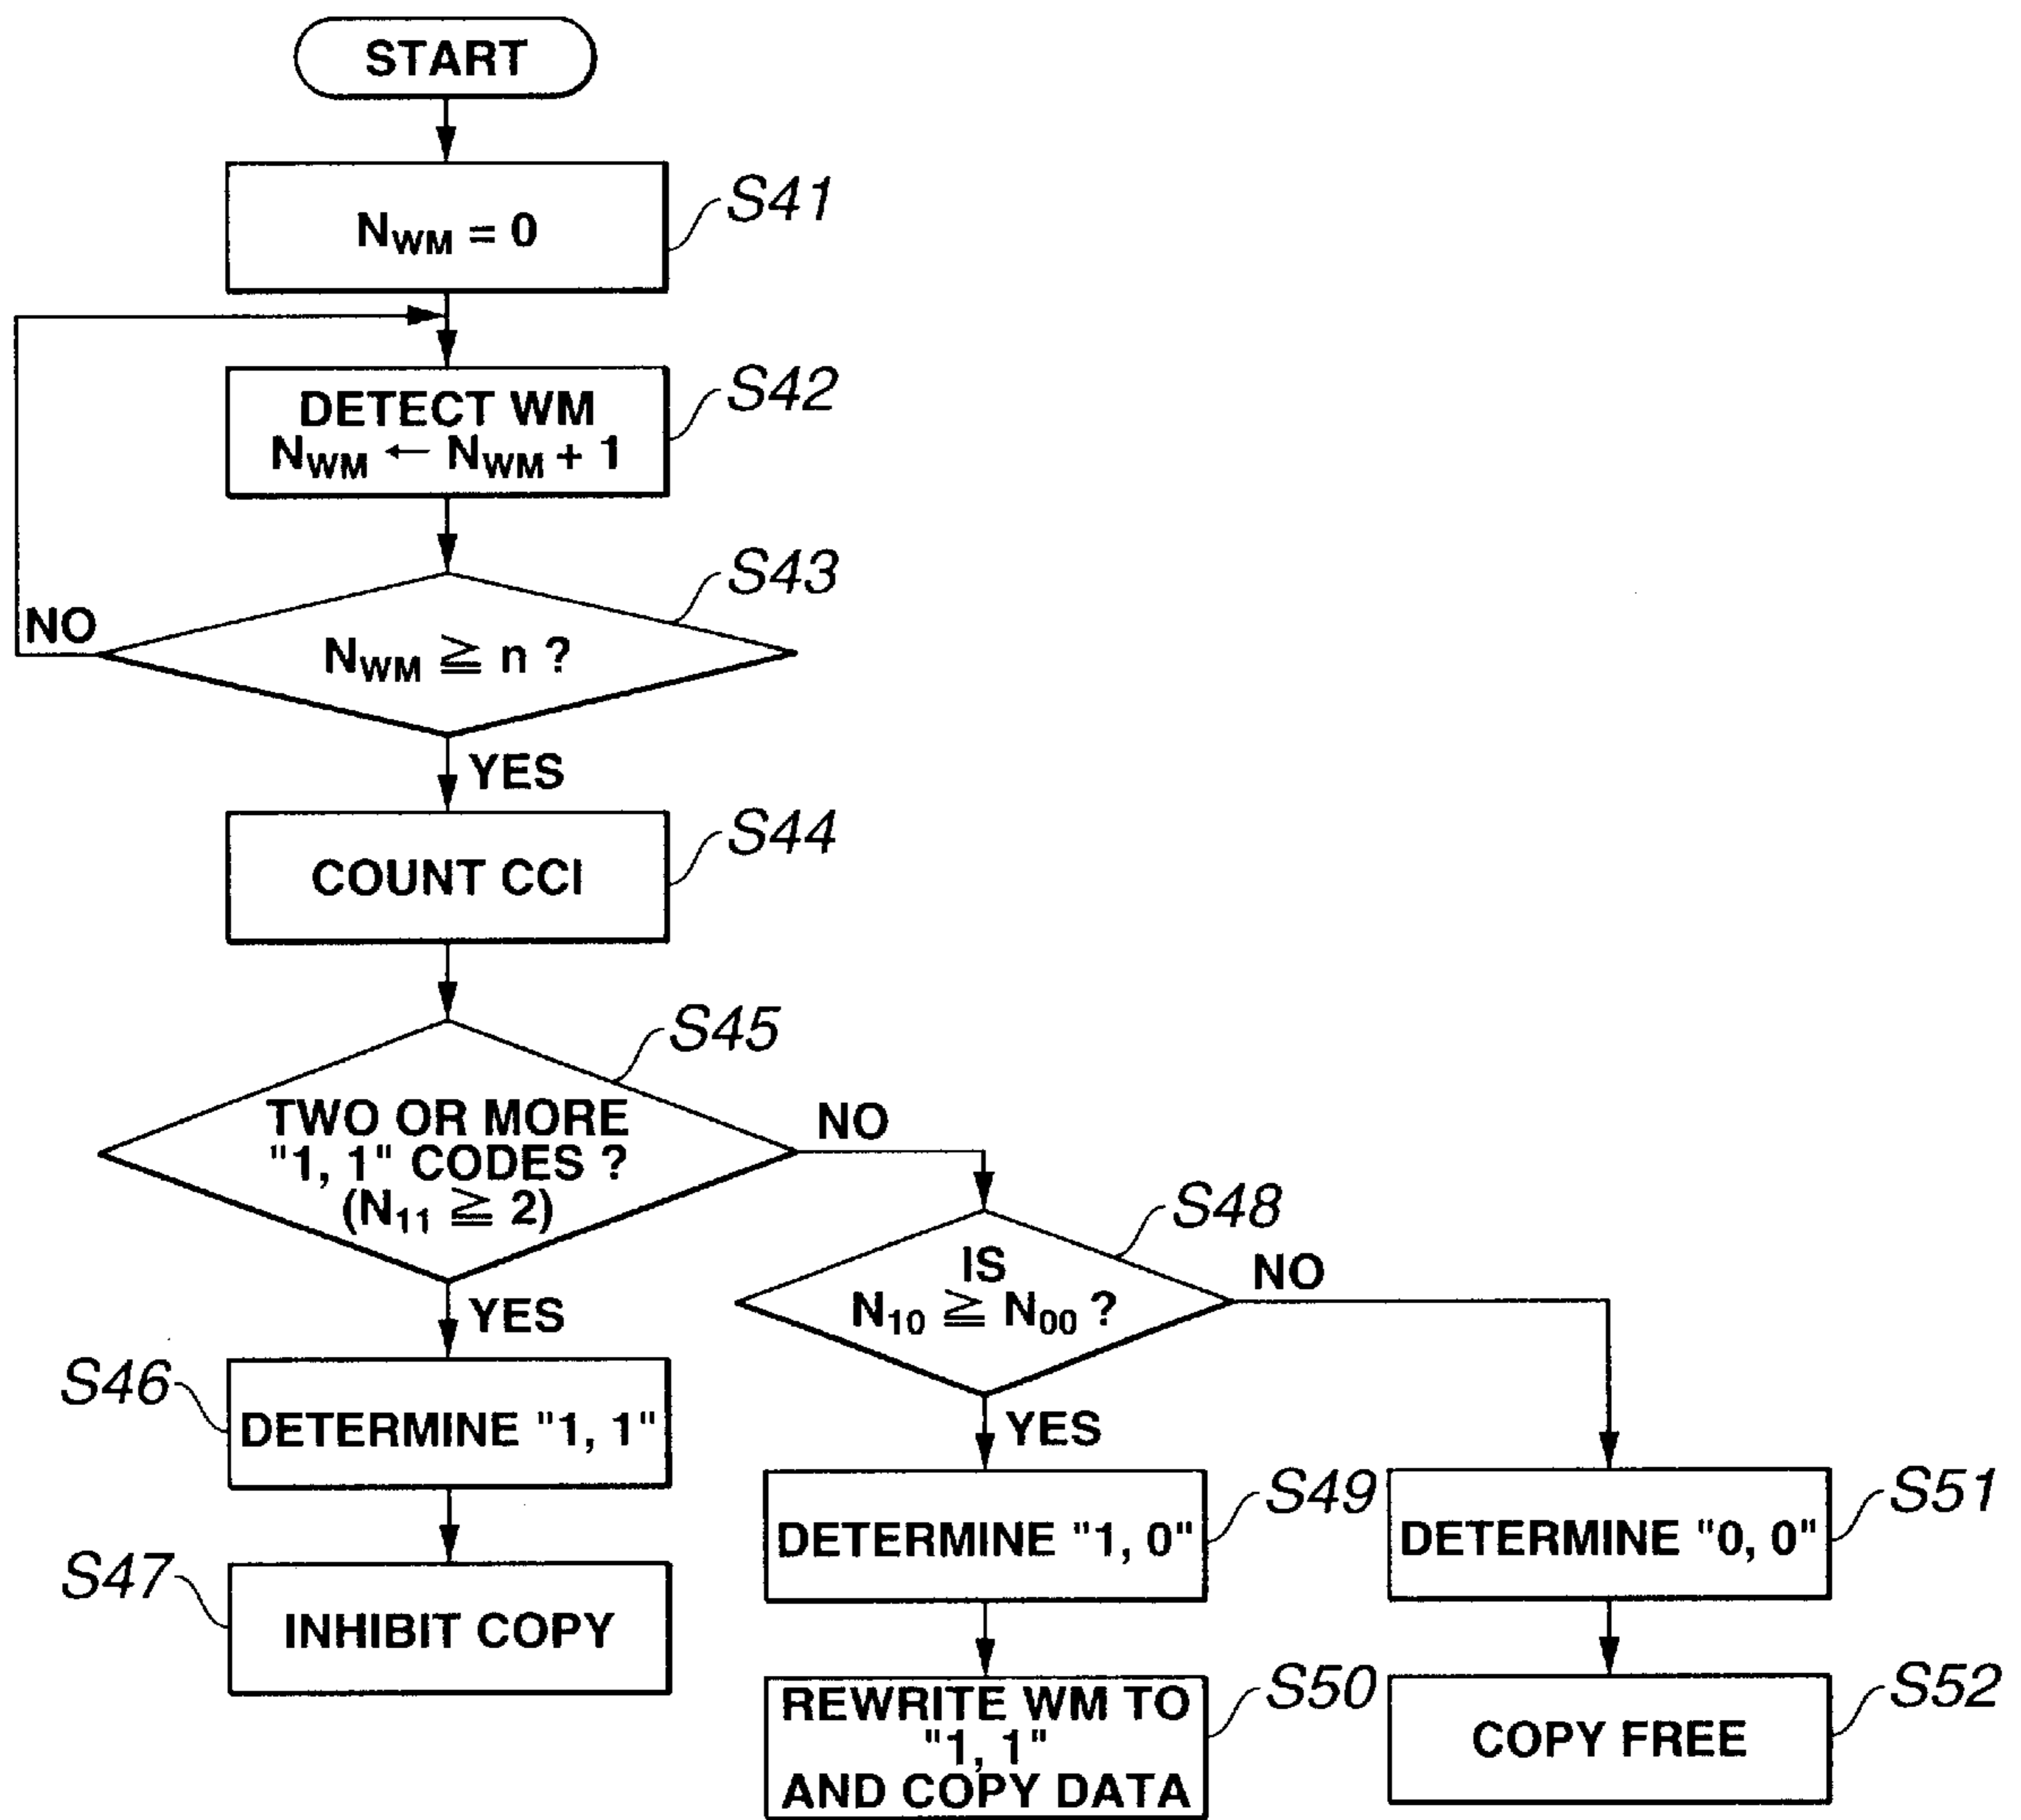 START
N_WM = 0
S41
DETECT WM
N_WM ← N_WM + 1
S42
N_WM ≧ n ?
S43
NO
YES
COUNT CCI
S44
TWO OR MORE
"1, 1" CODES ?
(N_11 ≧ 2)
S45
NO
YES
IS
N_10 ≧ N_00 ?
S48
NO
YES
S46
DETERMINE "1, 1"
S47
INHIBIT COPY
DETERMINE "1, 0"
S49
REWRITE WM TO
"1, 1"
AND COPY DATA
S50
DETERMINE "0, 0"
S51
COPY FREE
S52